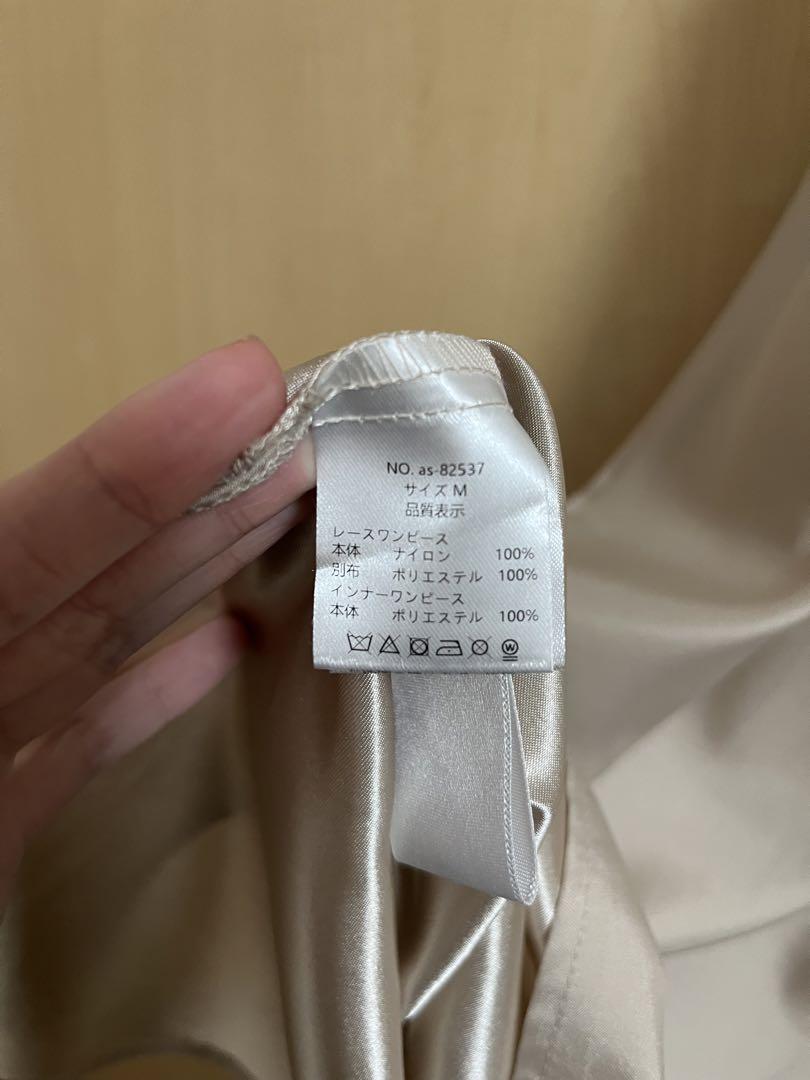 NO. as-82537
サイズ M
品質表示
レースワンピース
本体 ナイロン 100%
別布 ポリエステル 100%
インナーワンピース
本体 ポリエステル 100%
W